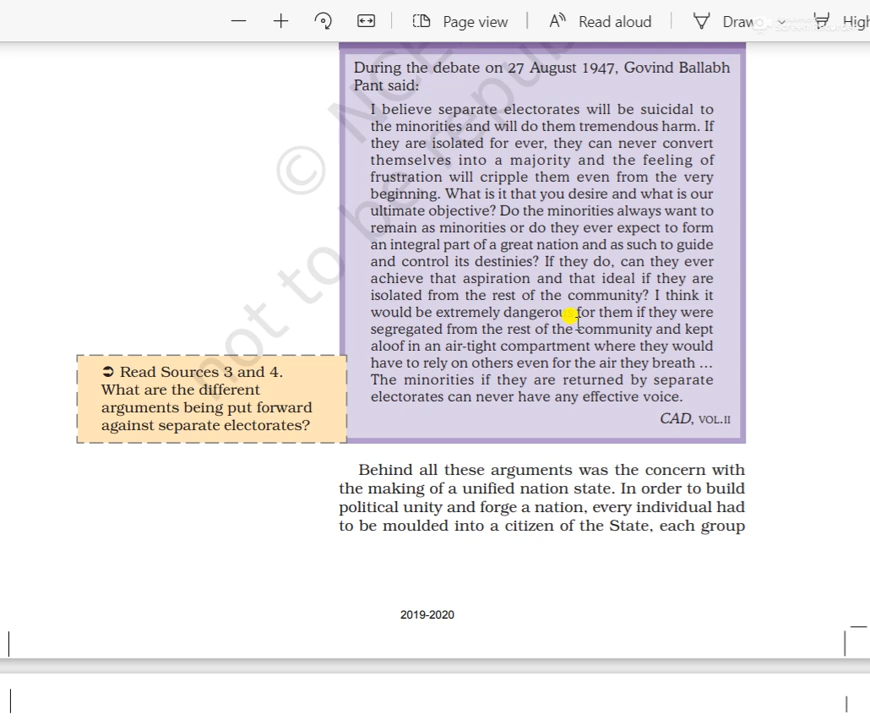 Page view
Read aloud
Draw
High
© NCE
not to be repub
During the debate on 27 August 1947, Govind Ballabh
Pant said:
I believe separate electorates will be suicidal to
the minorities and will do them tremendous harm. If
they are isolated for ever, they can never convert
themselves into a majority and the feeling of
frustration will cripple them even from the very
beginning. What is it that you desire and what is our
ultimate objective? Do the minorities always want to
remain as minorities or do they ever expect to form
an integral part of a great nation and as such to guide
and control its destinies? If they do, can they ever
achieve that aspiration and that ideal if they are
isolated from the rest of the community? I think it
would be extremely dangerous for them if they were
segregated from the rest of the community and kept
aloof in an air-tight compartment where they would
have to rely on others even for the air they breath ...
The minorities if they are returned by separate
electorates can never have any effective voice.
CAD, VOL.II
➲ Read Sources 3 and 4.
What are the different
arguments being put forward
against separate electorates?
Behind all these arguments was the concern with
the making of a unified nation state. In order to build
political unity and forge a nation, every individual had
to be moulded into a citizen of the State, each group
2019-2020